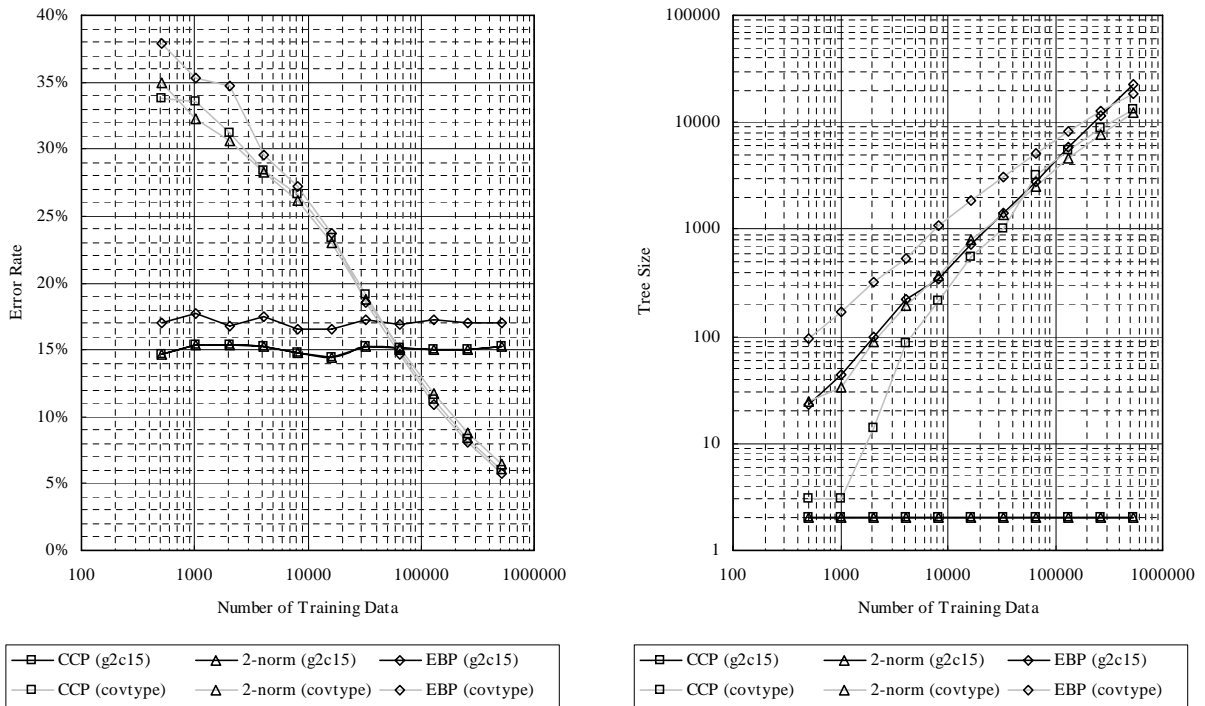 40%
35%
30%
25%
20%
15%
10%
5%
0%
Error Rate
100 1000 10000 100000 1000000
Number of Training Data
CCP (g2c15) 2-norm (g2c15) EBP (g2c15)
CCP (covtype) 2-norm (covtype) EBP (covtype)
100000
10000
1000
100
10
1
Tree Size
100 1000 10000 100000 1000000
Number of Training Data
CCP (g2c15) 2-norm (g2c15) EBP (g2c15)
CCP (covtype) 2-norm (covtype) EBP (covtype)